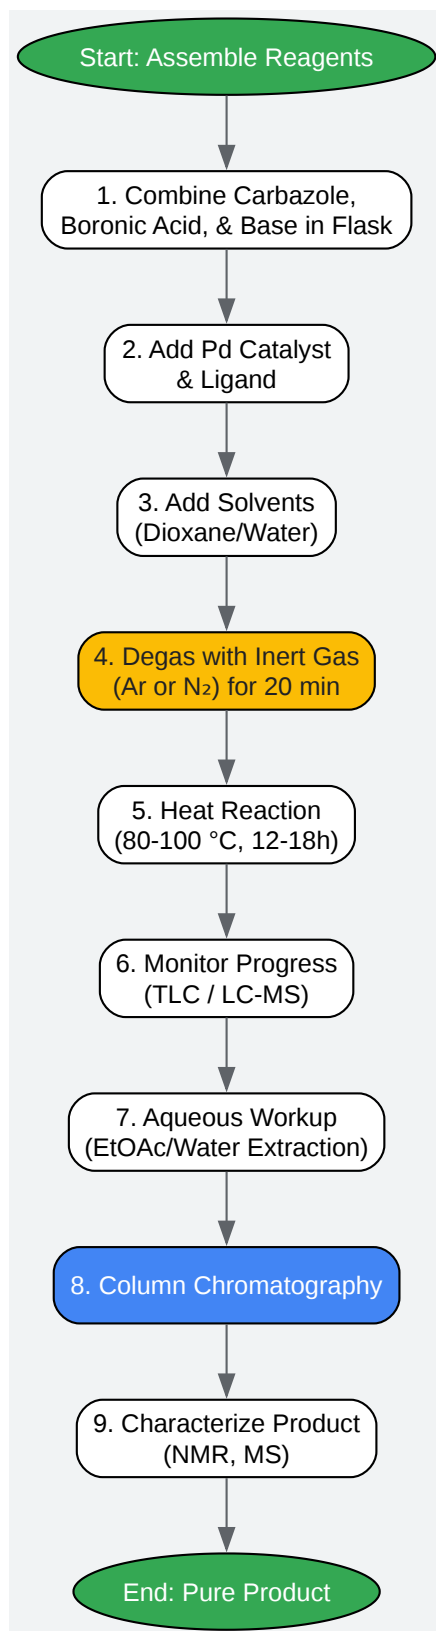 Start: Assemble Reagents
1. Combine Carbazole,
Boronic Acid, & Base in Flask
2. Add Pd Catalyst
& Ligand
3. Add Solvents
(Dioxane/Water)
4. Degas with Inert Gas
(Ar or N₂) for 20 min
5. Heat Reaction
(80-100 °C, 12-18h)
6. Monitor Progress
(TLC / LC-MS)
7. Aqueous Workup
(EtOAc/Water Extraction)
8. Column Chromatography
9. Characterize Product
(NMR, MS)
End: Pure Product